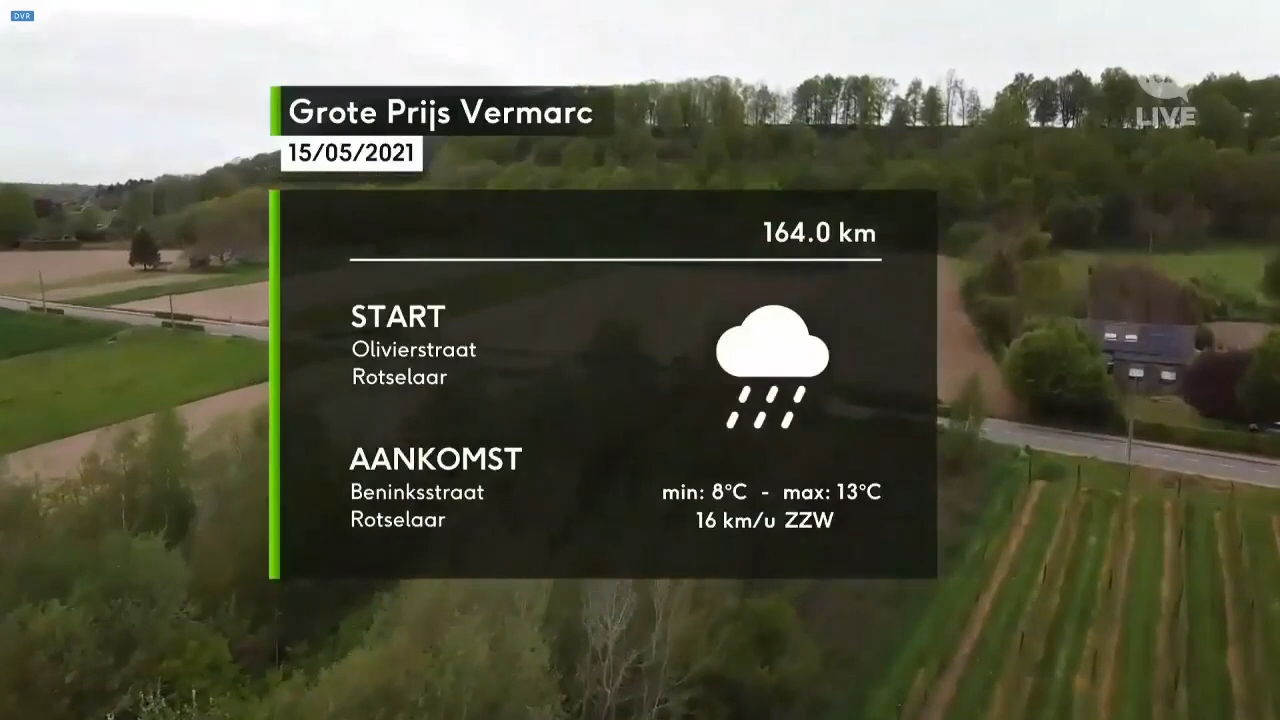 DVR
LIVE
Grote Prijs Vermarc
15/05/2021
164.0 km
START
Olivierstraat
Rotselaar
AANKOMST
Beninksstraat
Rotselaar
min: 8°C - max: 13°C
16 km/u ZZW